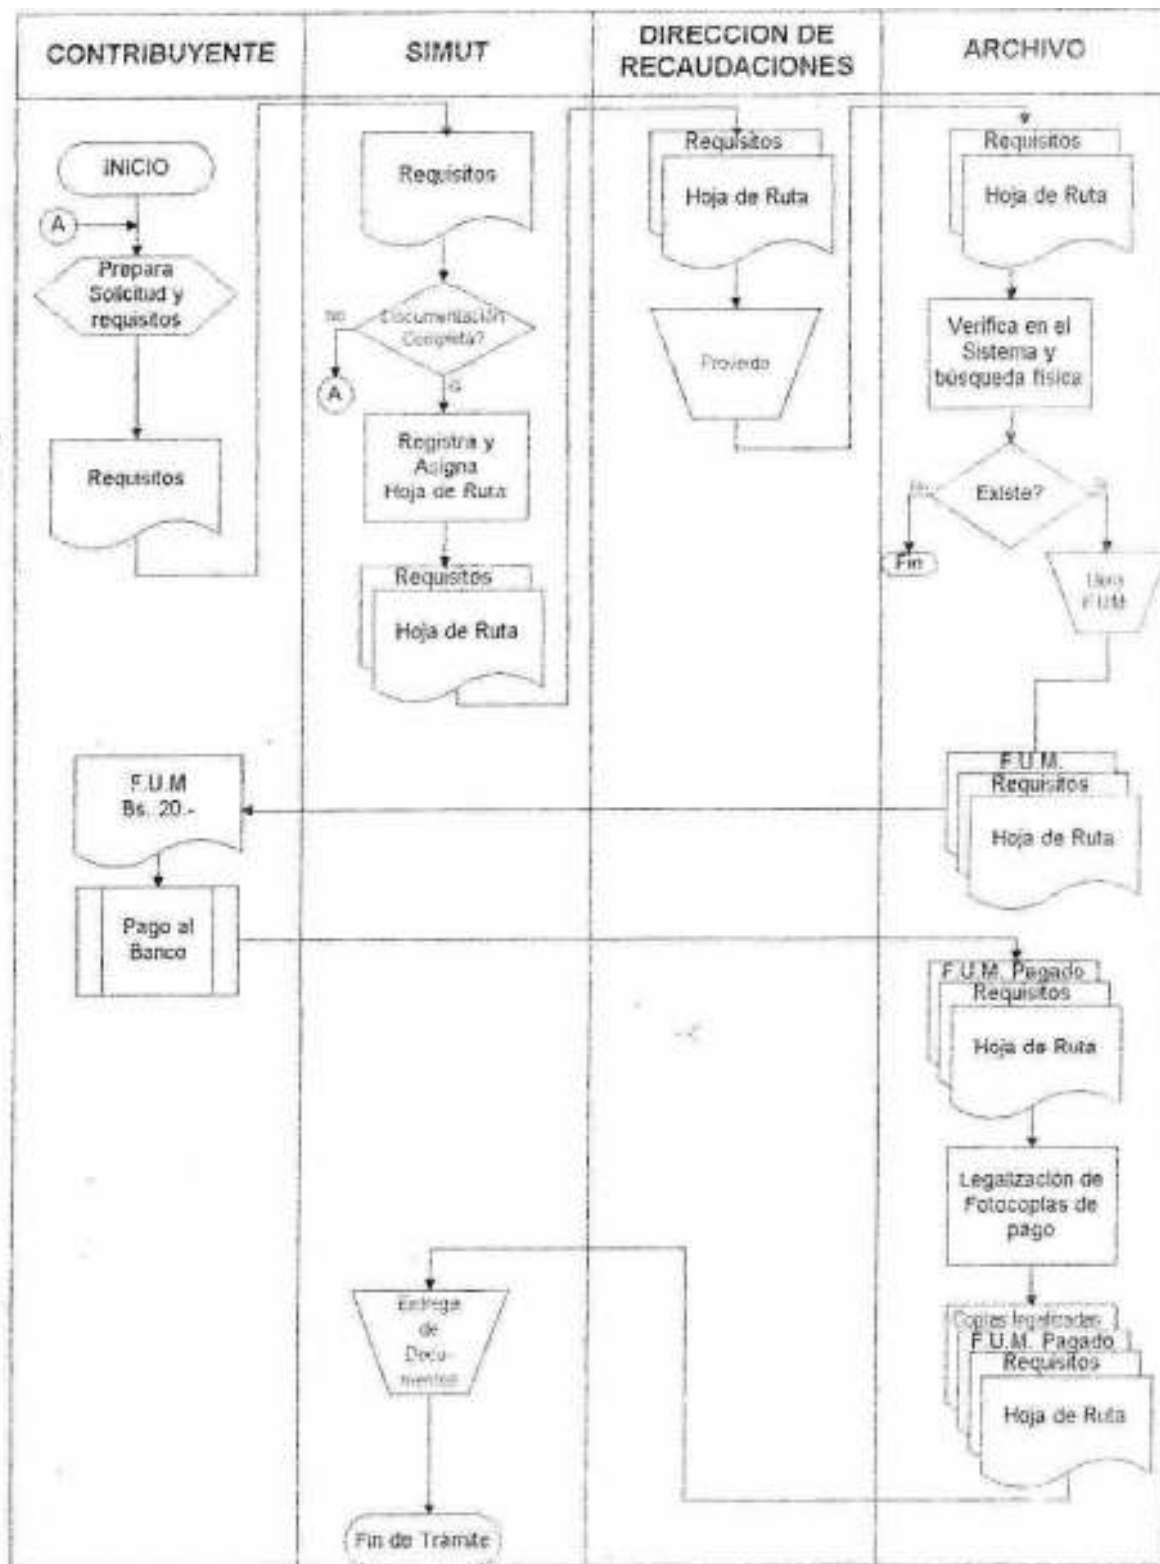 CONTRIBUYENTE
SIMUT
DIRECCION DE
RECAUDACIONES
ARCHIVO
INICIO
A
Prepara
Solicitud y
requisitos
Requisitos
Requisitos
Documentación
Completa?
No
A
Registra y
Asigna
Hoja de Ruta
Requisitos
Hoja de Ruta
Requisitos
Hoja de Ruta
Proveido
Requisitos
Hoja de Ruta
Verifica en el
Sistema y
búsqueda física
Existe?
No
Si
Fin
F.U.M.
F.U.M.
Requisitos
Hoja de Ruta
F.U.M
Bs. 20.-
Pago al
Banco
F.U.M. Pagado
Requisitos
Hoja de Ruta
Legalización de
Fotocopias de
pago
Copias legalizadas
F.U.M. Pagado
Requisitos
Hoja de Ruta
Entrega
de
Docu-
mentos
Fin de Trámite